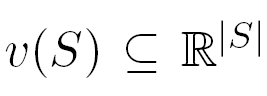 v(S) ⊆ ℝ^{|S|}